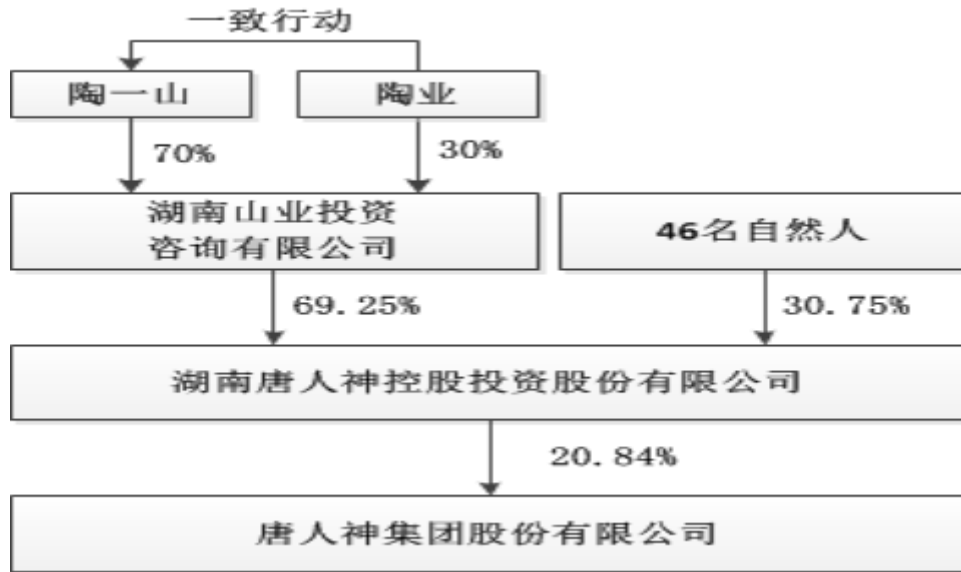 一致行动
陶一山
陶业
70%
30%
湖南山业投资
咨询有限公司
46名自然人
69.25%
30.75%
湖南唐人神控股投资股份有限公司
20.84%
唐人神集团股份有限公司